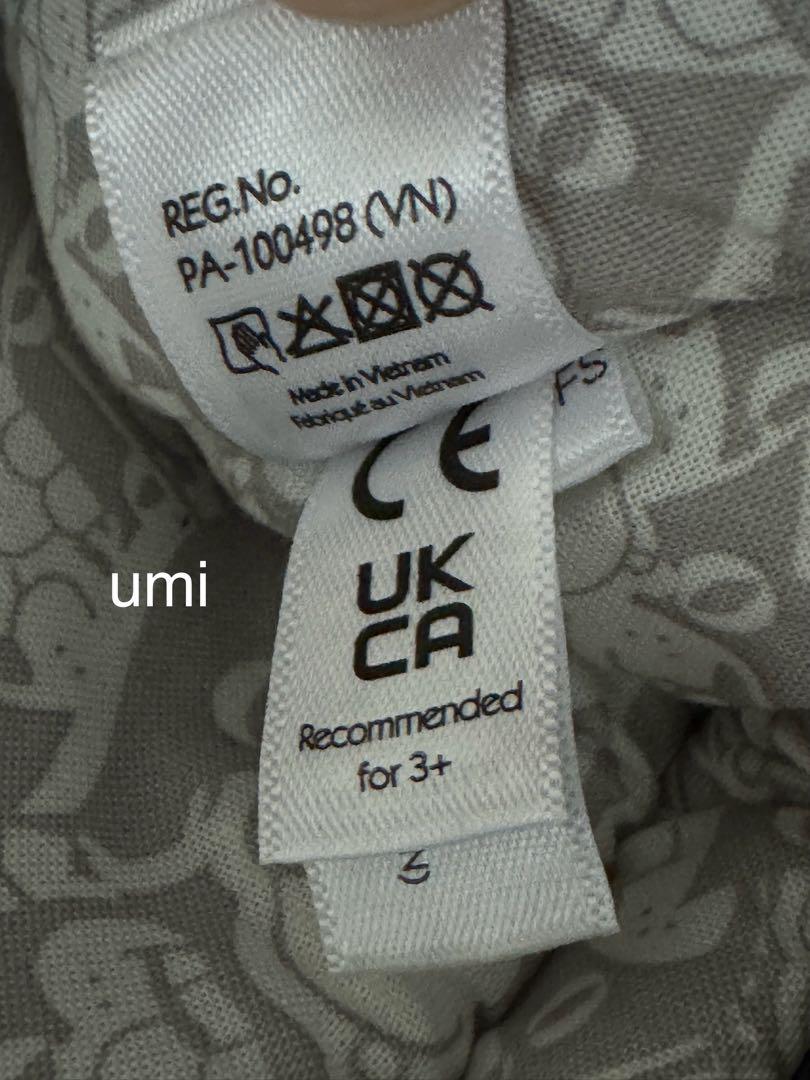 REG.No.
PA-100498 (VN)
Made in Vietnam
Fabriqué au Vietnam
FS
CE
UK
CA
umi
Recommended
for 3+